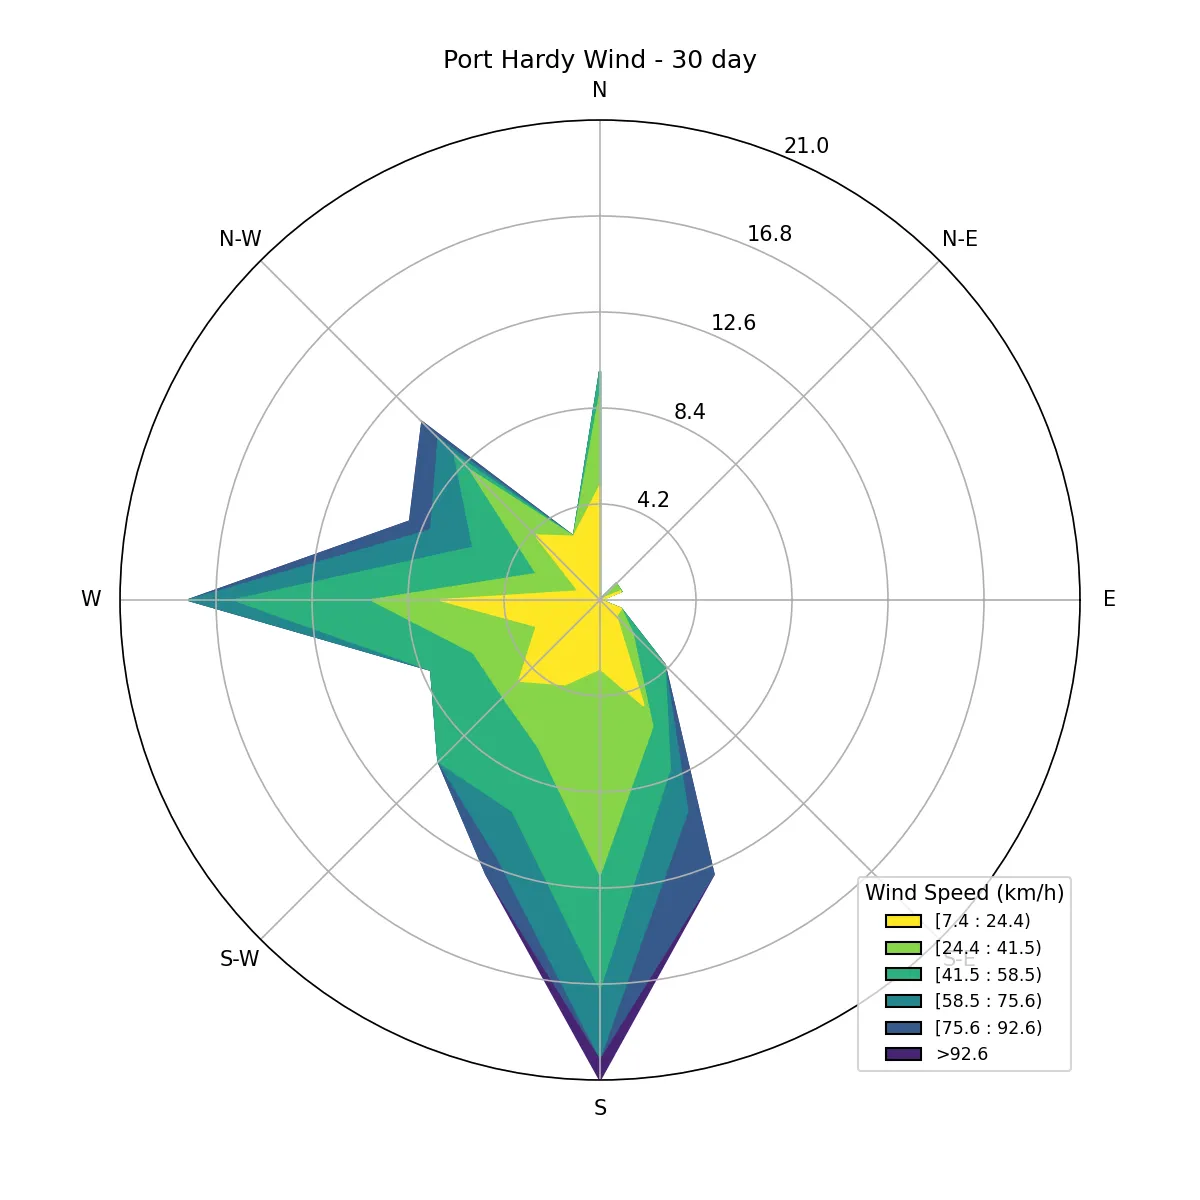 Port Hardy Wind - 30 day
N
21.0
16.8
N-W
N-E
12.6
8.4
4.2
W
E
Wind Speed (km/h)
[7.4 : 24.4)
[24.4 : 41.5)
S-W
S-E
[41.5 : 58.5)
[58.5 : 75.6)
[75.6 : 92.6)
>92.6
S